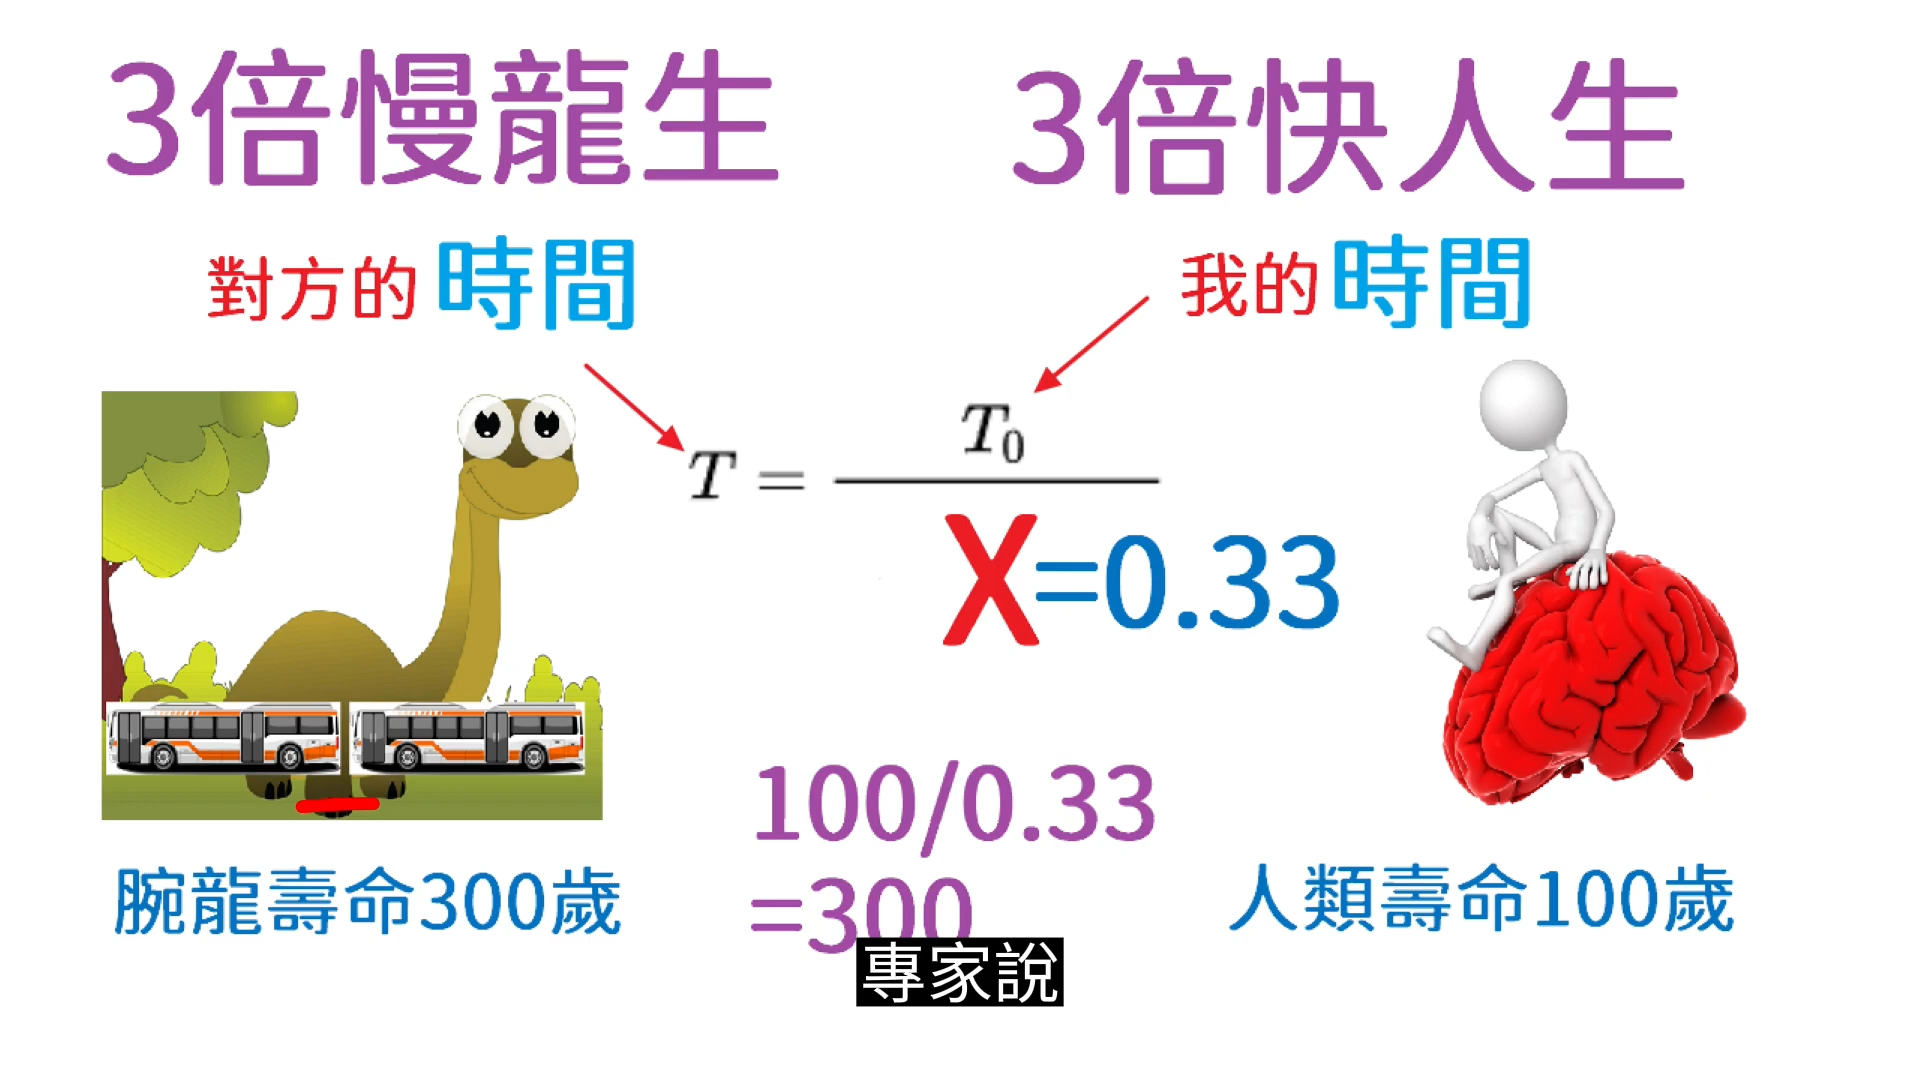 3倍慢龍生
3倍快人生
對方的時間
我的時間
T = T₀
X=0.33
100/0.33
=300
腕龍壽命300歲
人類壽命100歲
專家說